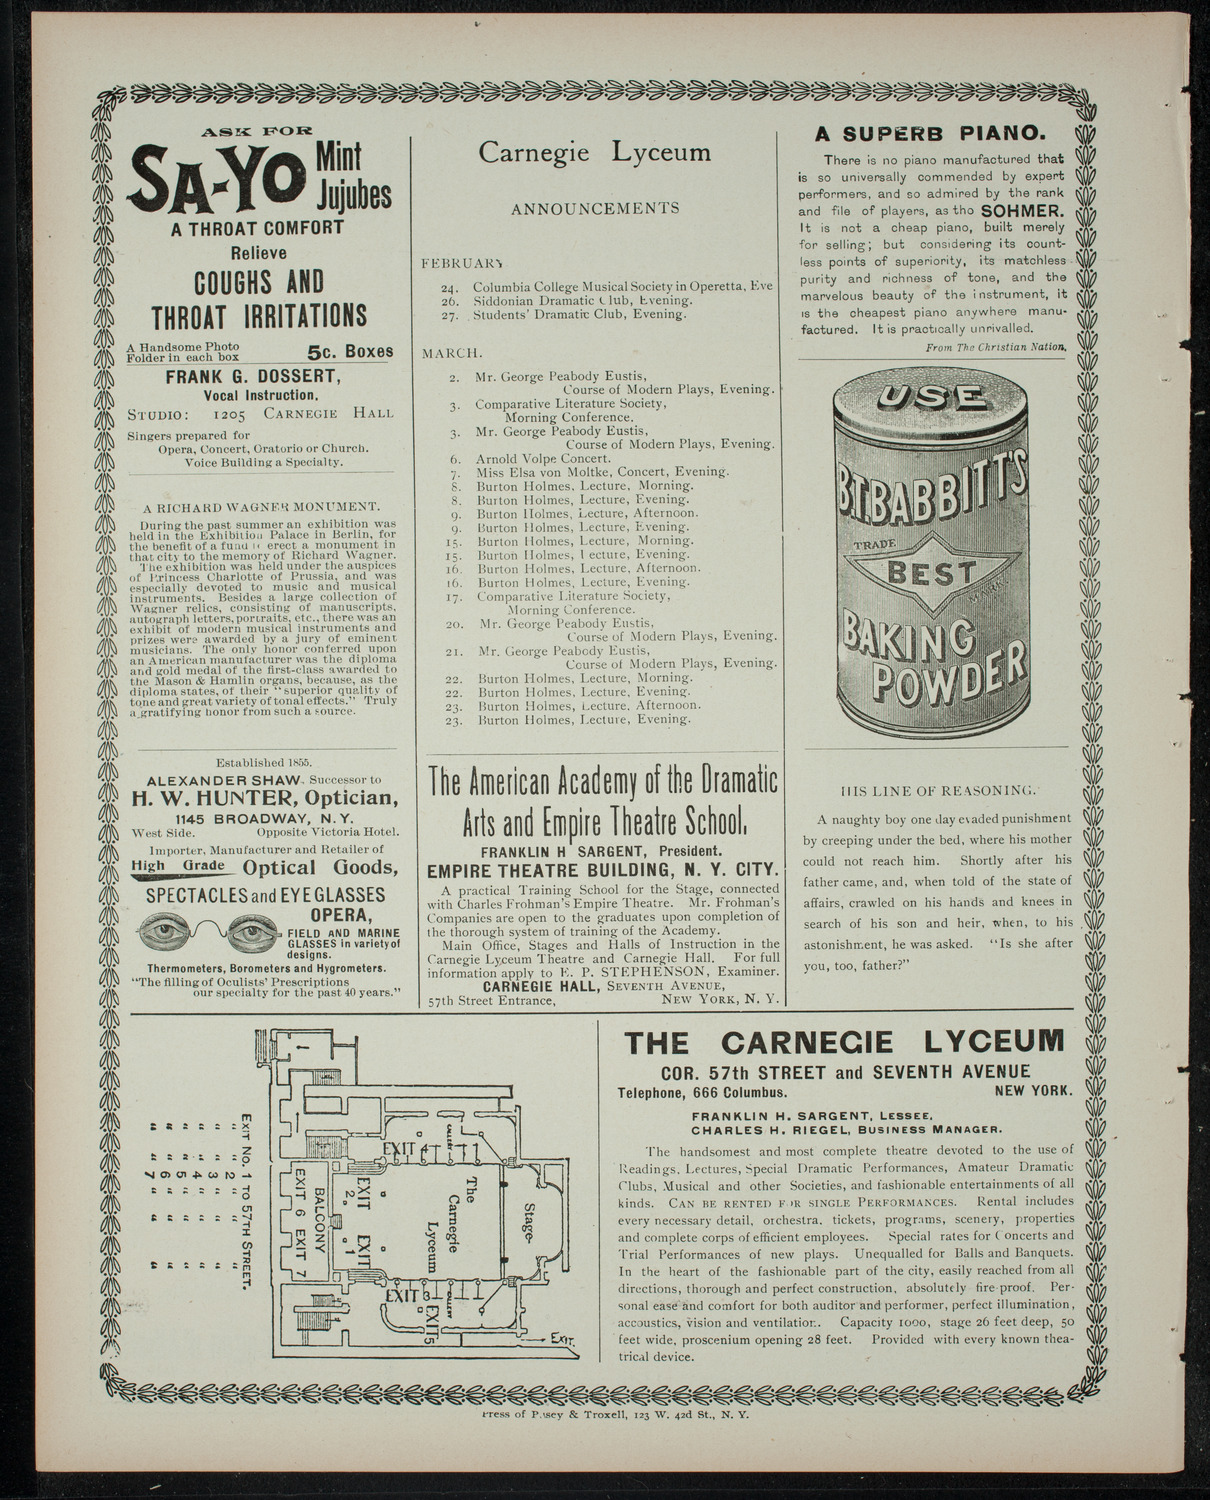 ASK FOR
SA-YO Mint Jujubes
A THROAT COMFORT
Relieve
COUGHS AND
THROAT IRRITATIONS
A Handsome Photo
Folder in each box 5c. Boxes
FRANK G. DOSSERT,
Vocal Instruction.
STUDIO: 1205 CARNEGIE HALL
Singers prepared for
Opera, Concert, Oratorio or Church.
Voice Building a Specialty.
A RICHARD WAGNER MONUMENT.
During the past summer an exhibition was
held in the Exhibition Palace in Berlin, for
the benefit of a fund to erect a monument in
that city to the memory of Richard Wagner.
The exhibition was held under the auspices
of Princess Charlotte of Prussia, and was
especially devoted to music and musical
instruments. Besides a large collection of
Wagner relics, consisting of manuscripts,
autograph letters, portraits, etc., there was an
exhibit of modern musical instruments and
prizes were awarded by a jury of eminent
musicians. The only honor conferred upon
an American manufacturer was the diploma
and gold medal of the first-class awarded to
the Mason & Hamlin organs, because, as the
diploma states, of their "superior quality of
tone and great variety of tonal effects." Truly
a gratifying honor from such a source.
Established 1855.
ALEXANDER SHAW. Successor to
H. W. HUNTER, Optician,
1145 BROADWAY, N. Y.
West Side. Opposite Victoria Hotel.
Importer, Manufacturer and Retailer of
High Grade Optical Goods,
SPECTACLES and EYEGLASSES
OPERA,
FIELD AND MARINE
GLASSES in variety of
designs.
Thermometers, Borometers and Hygrometers.
"The filling of Oculists' Prescriptions
our specialty for the past 40 years."
Carnegie Lyceum
ANNOUNCEMENTS
FEBRUARY
24. Columbia College Musical Society in Operetta, Eve
26. Siddonian Dramatic Club, Evening.
27. Students' Dramatic Club, Evening.
MARCH.
2. Mr. George Peabody Eustis,
Course of Modern Plays, Evening.
3. Comparative Literature Society,
Morning Conference.
3. Mr. George Peabody Eustis,
Course of Modern Plays, Evening.
6. Arnold Volpe Concert.
7. Miss Elsa von Moltke, Concert, Evening.
8. Burton Holmes, Lecture, Morning.
8. Burton Holmes, Lecture, Evening.
9. Burton Holmes, Lecture, Afternoon.
9. Burton Holmes, Lecture, Evening.
15. Burton Holmes, Lecture, Morning.
15. Burton Holmes, Lecture, Evening.
16. Burton Holmes, Lecture, Afternoon.
16. Burton Holmes, Lecture, Evening.
17. Comparative Literature Society,
Morning Conference.
20. Mr. George Peabody Eustis,
Course of Modern Plays, Evening.
21. Mr. George Peabody Eustis,
Course of Modern Plays, Evening.
22. Burton Holmes, Lecture, Morning.
22. Burton Holmes, Lecture, Evening.
23. Burton Holmes, Lecture. Afternoon.
23. Burton Holmes, Lecture, Evening.
The American Academy of the Dramatic
Arts and Empire Theatre School.
FRANKLIN H SARGENT, President.
EMPIRE THEATRE BUILDING, N. Y. CITY.
A practical Training School for the Stage, connected
with Charles Frohman's Empire Theatre. Mr. Frohman's
Companies are open to the graduates upon completion of
the thorough system of training of the Academy.
Main Office, Stages and Halls of Instruction in the
Carnegie Lyceum Theatre and Carnegie Hall. For full
information apply to E. P. STEPHENSON, Examiner.
CARNEGIE HALL, SEVENTH AVENUE,
57th Street Entrance, NEW YORK, N. Y.
A SUPERB PIANO.
There is no piano manufactured that
is so universally commended by expert
performers, and so admired by the rank
and file of players, as tho SOHMER.
It is not a cheap piano, built merely
for selling; but considering its count-
less points of superiority, its matchless
purity and richness of tone, and the
marvelous beauty of the instrument, it
is the cheapest piano anywhere manu-
factured. It is practically unrivalled.
From The Christian Nation.
USE
B.T. BABBITT'S
TRADE
BEST
MARK
BAKING
POWDER
HIS LINE OF REASONING.
A naughty boy one day evaded punishment
by creeping under the bed, where his mother
could not reach him. Shortly after his
father came, and, when told of the state of
affairs, crawled on his hands and knees in
search of his son and heir, when, to his
astonishment, he was asked. "Is she after
you, too, father?"
EXIT NO. 1 TO 57TH STREET.
" " 2 " " "
" " 3 " " "
" " 4 " " "
" " 5 " " "
" " 6 " " "
" " 7 " " "
BALCONY
EXIT 6 EXIT 7
EXIT 2
EXIT 1
EXIT 4
EXIT 3
EXIT 5
GALLERY
GALLERY
The Carnegie Lyceum
Stage
EXIT.
THE CARNEGIE LYCEUM
COR. 57th STREET and SEVENTH AVENUE
Telephone, 666 Columbus. NEW YORK.
FRANKLIN H. SARGENT, LESSEE.
CHARLES H. RIEGEL, BUSINESS MANAGER.
The handsomest and most complete theatre devoted to the use of
Readings, Lectures, Special Dramatic Performances, Amateur Dramatic
Clubs, Musical and other Societies, and fashionable entertainments of all
kinds. CAN BE RENTED FOR SINGLE PERFORMANCES. Rental includes
every necessary detail, orchestra. tickets, programs, scenery, properties
and complete corps of efficient employees. Special rates for Concerts and
Trial Performances of new plays. Unequalled for Balls and Banquets.
In the heart of the fashionable part of the city, easily reached from all
directions, thorough and perfect construction, absolutely fire-proof. Per-
sonal ease and comfort for both auditor and performer, perfect illumination,
accoustics, vision and ventilation. Capacity 1000, stage 26 feet deep, 50
feet wide, proscenium opening 28 feet. Provided with every known thea-
trical device.
Press of Pusey & Troxell, 123 W. 42d St., N. Y.